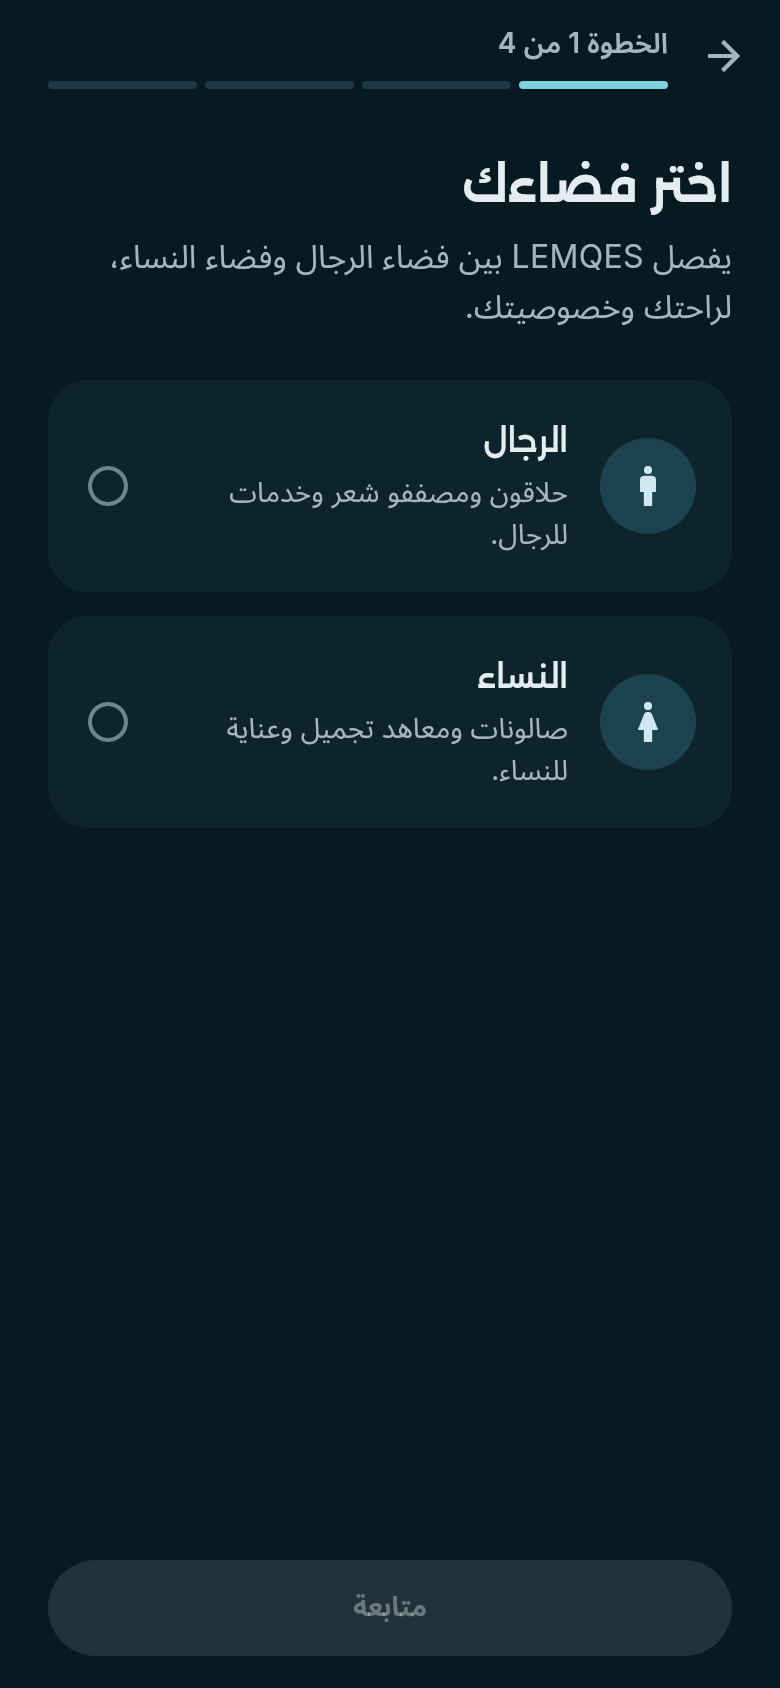 الخطوة 1 من 4
اختر فضاءك
يفصل LEMQES بين فضاء الرجال وفضاء النساء،
لراحتك وخصوصيتك.
الرجال
حلاقون ومصففو شعر وخدمات
للرجال.
النساء
صالونات ومعاهد تجميل وعناية
للنساء.
متابعة